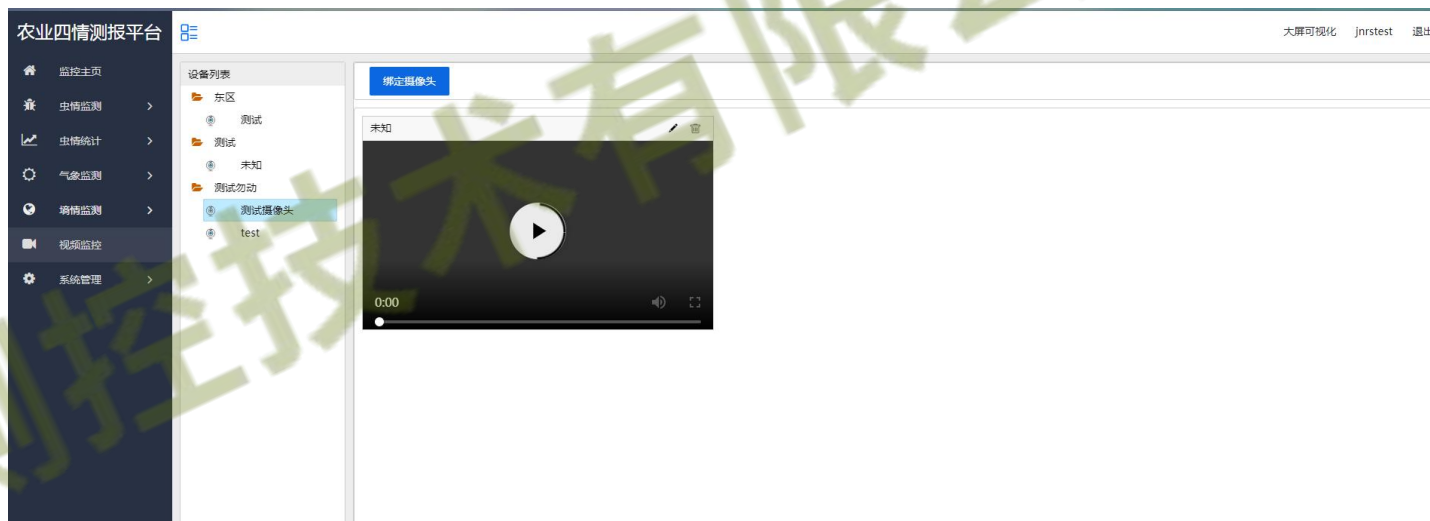 农业四情测报平台
大屏可视化 jnrstest 退出
监控主页
虫情监测
虫情统计
气象监测
墒情监测
视频监控
系统管理
设备列表
东区
测试
测试
未知
测试勿动
测试摄像头
test
绑定摄像头
未知
0:00
测控技术有限公